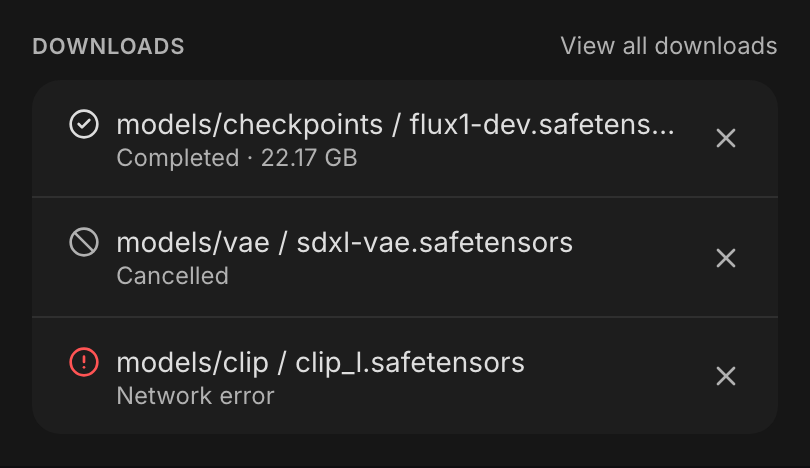 DOWNLOADS
View all downloads
models/checkpoints / flux1-dev.safetens...
Completed · 22.17 GB
models/vae / sdxl-vae.safetensors
Cancelled
models/clip / clip_l.safetensors
Network error